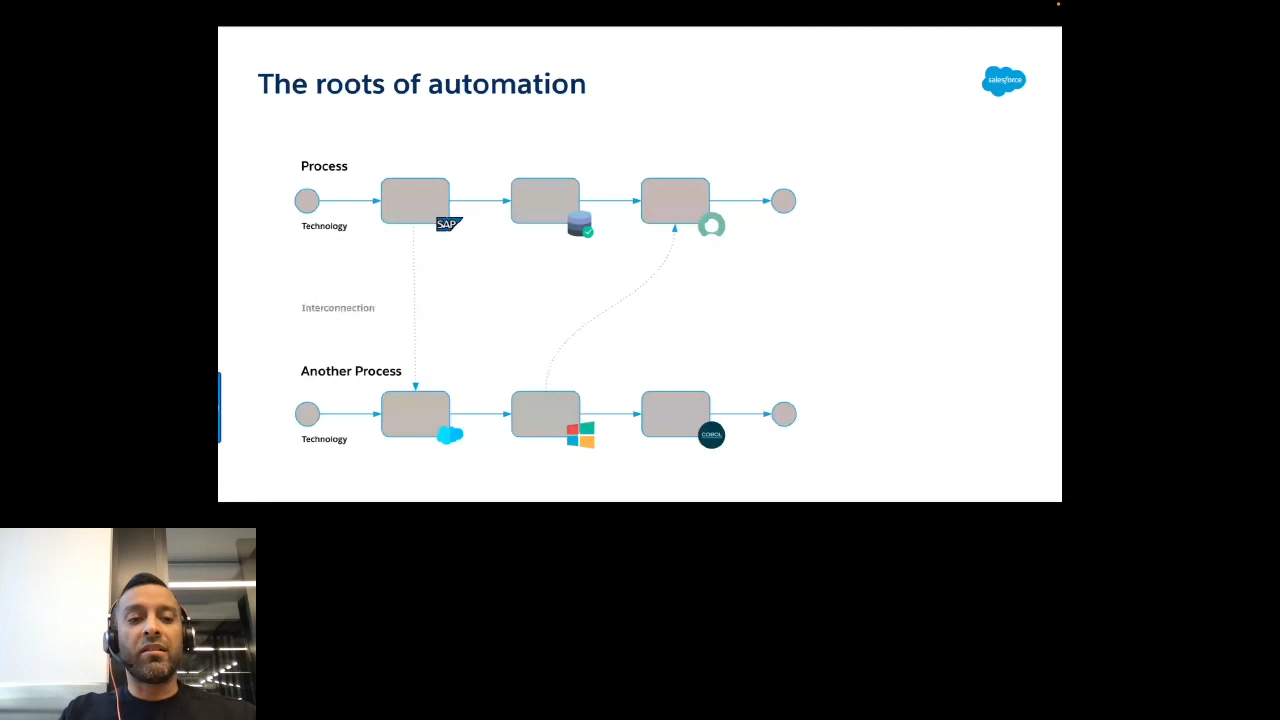 The roots of automation
salesforce
Process
Technology
SAP
Interconnection
Another Process
Technology
COBOL